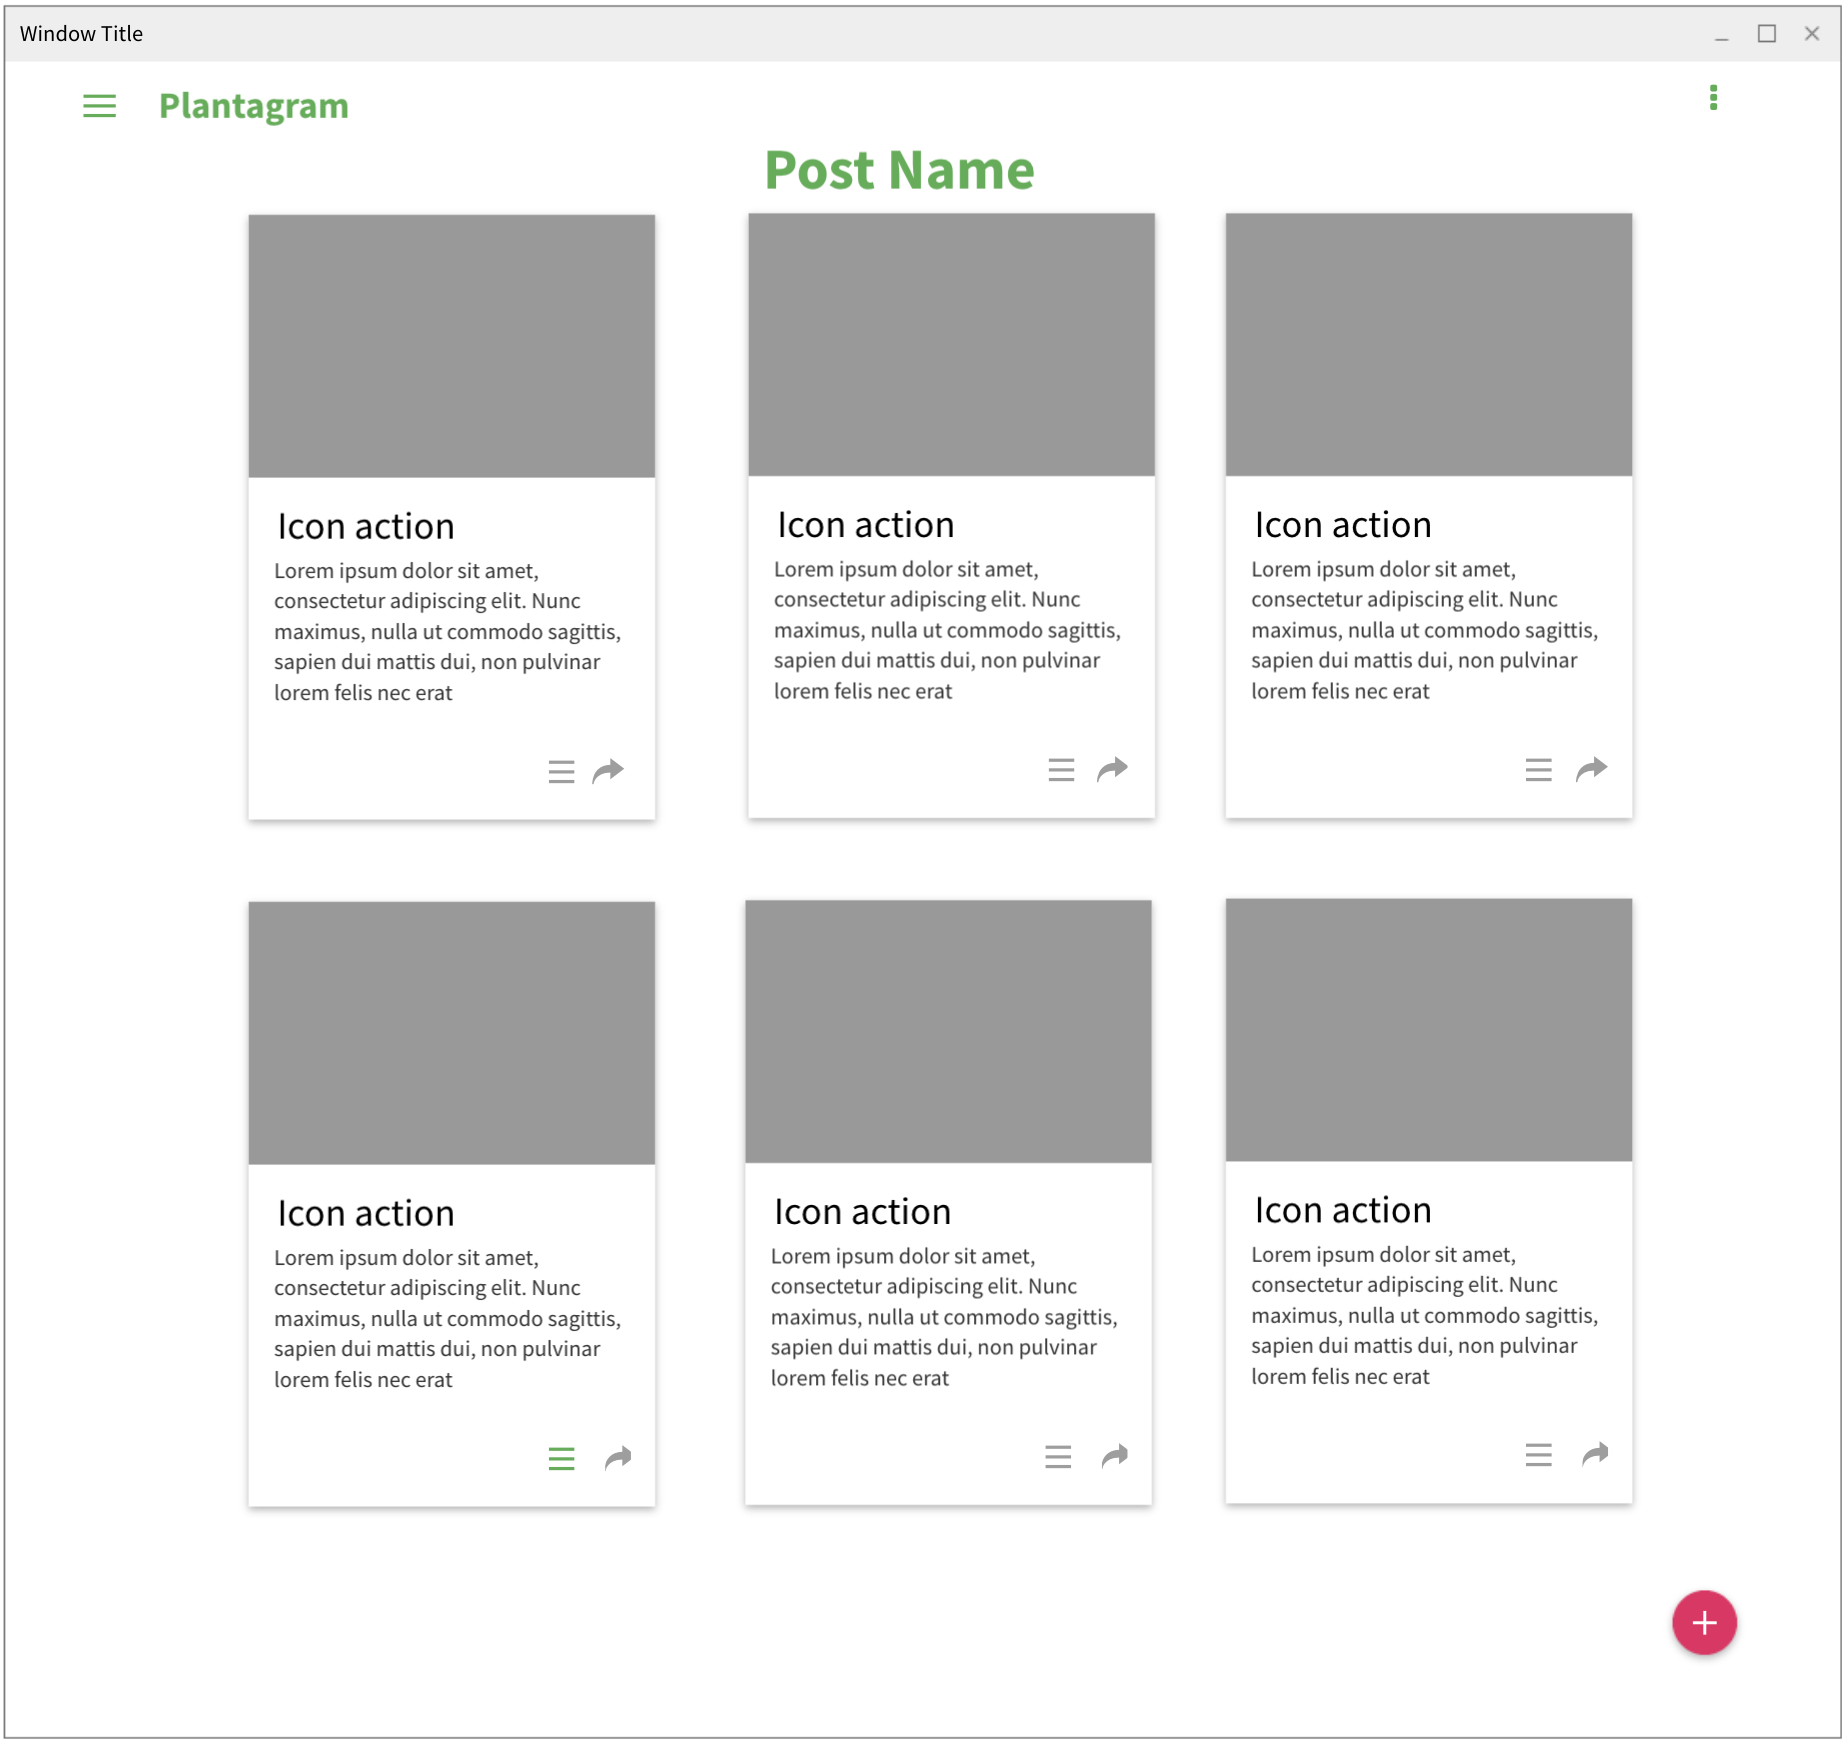 Window Title
Plantagram
Post Name
Icon action
Lorem ipsum dolor sit amet,
consectetur adipiscing elit. Nunc
maximus, nulla ut commodo sagittis,
sapien dui mattis dui, non pulvinar
lorem felis nec erat
Icon action
Lorem ipsum dolor sit amet,
consectetur adipiscing elit. Nunc
maximus, nulla ut commodo sagittis,
sapien dui mattis dui, non pulvinar
lorem felis nec erat
Icon action
Lorem ipsum dolor sit amet,
consectetur adipiscing elit. Nunc
maximus, nulla ut commodo sagittis,
sapien dui mattis dui, non pulvinar
lorem felis nec erat
Icon action
Lorem ipsum dolor sit amet,
consectetur adipiscing elit. Nunc
maximus, nulla ut commodo sagittis,
sapien dui mattis dui, non pulvinar
lorem felis nec erat
Icon action
Lorem ipsum dolor sit amet,
consectetur adipiscing elit. Nunc
maximus, nulla ut commodo sagittis,
sapien dui mattis dui, non pulvinar
lorem felis nec erat
Icon action
Lorem ipsum dolor sit amet,
consectetur adipiscing elit. Nunc
maximus, nulla ut commodo sagittis,
sapien dui mattis dui, non pulvinar
lorem felis nec erat